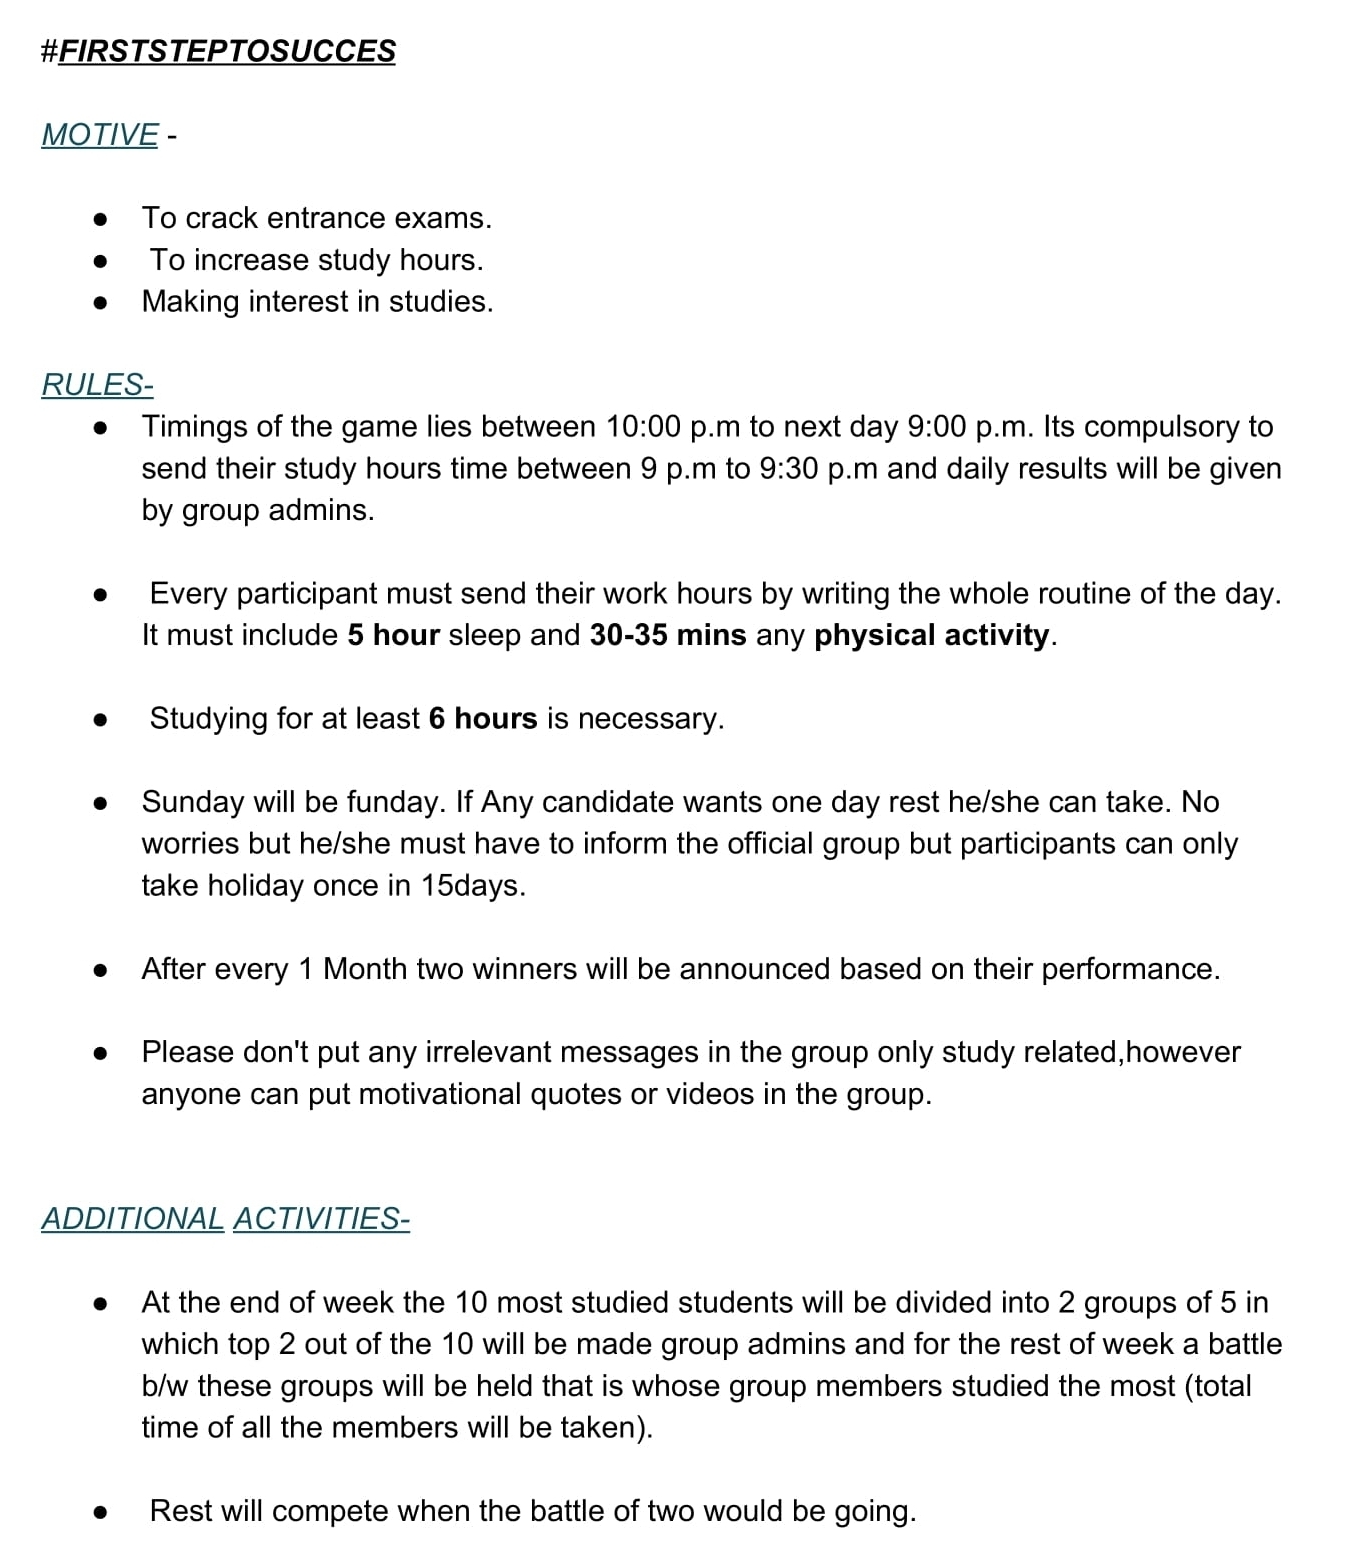 #FIRSTSTEPTOSUCCES
MOTIVE -
● To crack entrance exams.
● To increase study hours.
● Making interest in studies.
RULES-
● Timings of the game lies between 10:00 p.m to next day 9:00 p.m. Its compulsory to
send their study hours time between 9 p.m to 9:30 p.m and daily results will be given
by group admins.
● Every participant must send their work hours by writing the whole routine of the day.
It must include 5 hour sleep and 30-35 mins any physical activity.
● Studying for at least 6 hours is necessary.
● Sunday will be funday. If Any candidate wants one day rest he/she can take. No
worries but he/she must have to inform the official group but participants can only
take holiday once in 15days.
● After every 1 Month two winners will be announced based on their performance.
● Please don't put any irrelevant messages in the group only study related,however
anyone can put motivational quotes or videos in the group.
ADDITIONAL ACTIVITIES-
● At the end of week the 10 most studied students will be divided into 2 groups of 5 in
which top 2 out of the 10 will be made group admins and for the rest of week a battle
b/w these groups will be held that is whose group members studied the most (total
time of all the members will be taken).
● Rest will compete when the battle of two would be going.